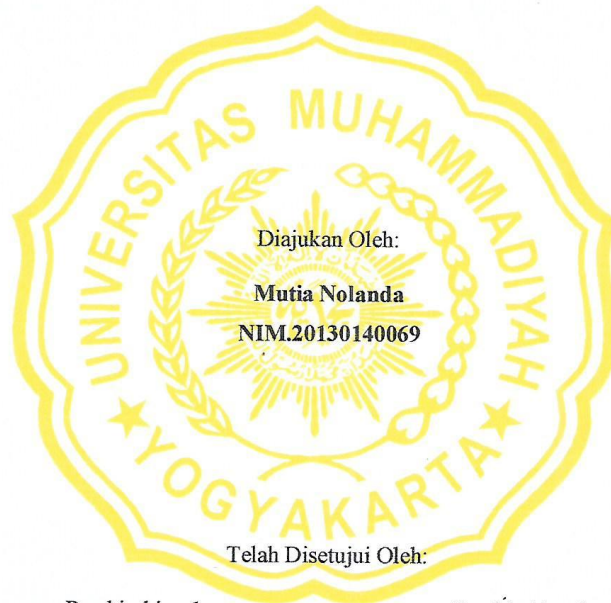 UNIVERSITAS MUHAMMADIYAH
Diajukan Oleh:
Mutia Nolanda
NIM.20130140069
YOGYAKARTA
Telah Disetujui Oleh: